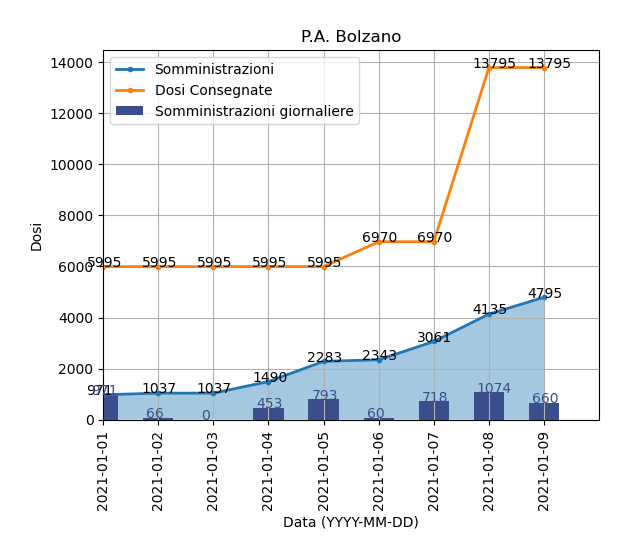 P.A. Bolzano
Somministrazioni
Dosi Consegnate
Somministrazioni giornaliere
Dosi
14000
12000
10000
8000
6000
4000
2000
0
5995 5995 5995 5995 5995 6970 6970 13795 13795
971 1037 1037 1490 2283 2343 3061 4135 4795
971 66 0 453 793 60 718 1074 660
2021-01-01 2021-01-02 2021-01-03 2021-01-04 2021-01-05 2021-01-06 2021-01-07 2021-01-08 2021-01-09
Data (YYYY-MM-DD)